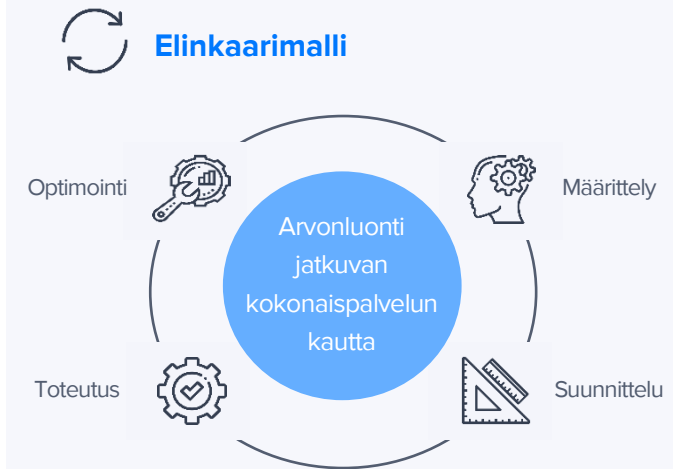 Elinkaarimalli
Optimointi
Määrittely
Arvonluonti
jatkuvan
kokonaispalvelun
kautta
Toteutus
Suunnittelu